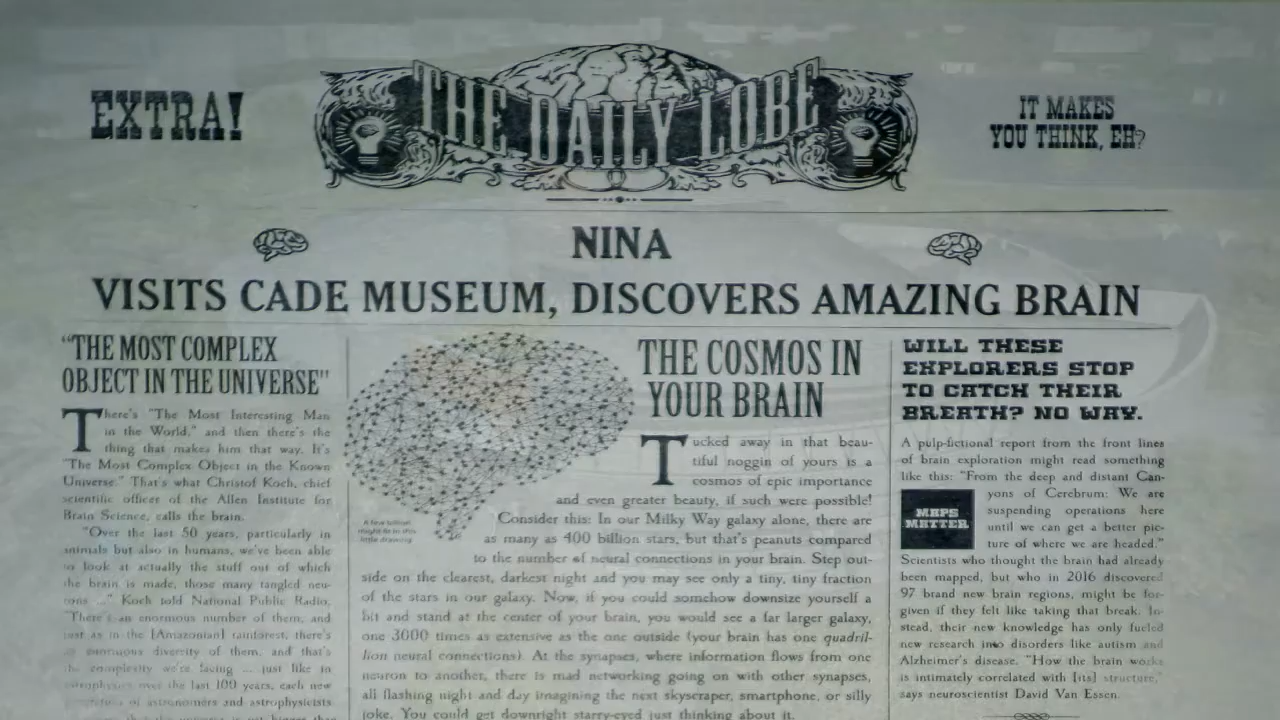 EXTRA!
THE DAILY LOBE
IT MAKES
YOU THINK, EH?
NINA
VISITS CADE MUSEUM, DISCOVERS AMAZING BRAIN
"THE MOST COMPLEX
OBJECT IN THE UNIVERSE"
There's "The Most Interesting Man
in the World," and then there's the
thing that makes him that way. It's
"The Most Complex Object in the Known
Universe." That's what Christof Koch, chief
scientific officer of the Allen Institute for
Brain Science, calls the brain.
"Over the last 50 years, particularly in
animals but also in humans, we've been able
to look at actually the stuff out of which
the brain is made, those many tangled neu-
rons ..." Koch told National Public Radio.
"There's an enormous number of them, and
just as in the [Amazonian] rainforest, there's
an enormous diversity of them, and that's
the complexity we're facing ... just like in
astrophysics over the last 100 years, each new
of astronomers and astrophysicists
that the universe is yet bigger than
A few billion
might fit in this
little drawing
THE COSMOS IN
YOUR BRAIN
Tucked away in that beau-
tiful noggin of yours is a
cosmos of epic importance
and even greater beauty, if such were possible!
Consider this: In our Milky Way galaxy alone, there are
as many as 400 billion stars, but that's peanuts compared
to the number of neural connections in your brain. Step out-
side on the clearest, darkest night and you may see only a tiny, tiny fraction
of the stars in our galaxy. Now, if you could somehow downsize yourself a
bit and stand at the center of your brain, you would see a far larger galaxy,
one 3000 times as extensive as the one outside (your brain has one quadril-
lion neural connections). At the synapses, where information flows from one
neuron to another, there is mad networking going on with other synapses,
all flashing night and day imagining the next skyscraper, smartphone, or silly
joke. You could get downright starry-eyed just thinking about it.
WILL THESE
EXPLORERS STOP
TO CATCH THEIR
BREATH? NO WAY.
A pulp-fictional report from the front lines
of brain exploration might read something
like this: "From the deep and distant Can-
yons of Cerebrum: We are
suspending operations here
until we can get a better pic-
ture of where we are headed."
MAPS
MATTER
Scientists who thought the brain had already
been mapped, but who in 2016 discovered
97 brand new brain regions, might be for-
given if they felt like taking that break. In-
stead, their new knowledge has only fueled
new research into disorders like autism and
Alzheimer's disease. "How the brain works
is intimately correlated with [its] structure,"
says neuroscientist David Van Essen.